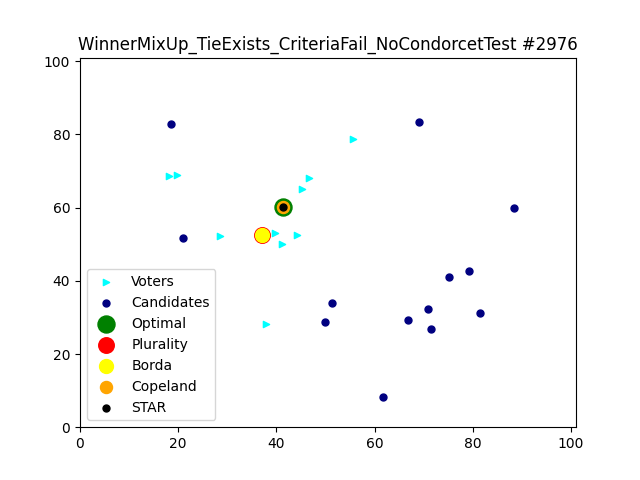 WinnerMixUp_TieExists_CriteriaFail_NoCondorcetTest #2976
100
80
60
40
20
0
Voters
Candidates
Optimal
Plurality
Borda
Copeland
STAR
0 20 40 60 80 100